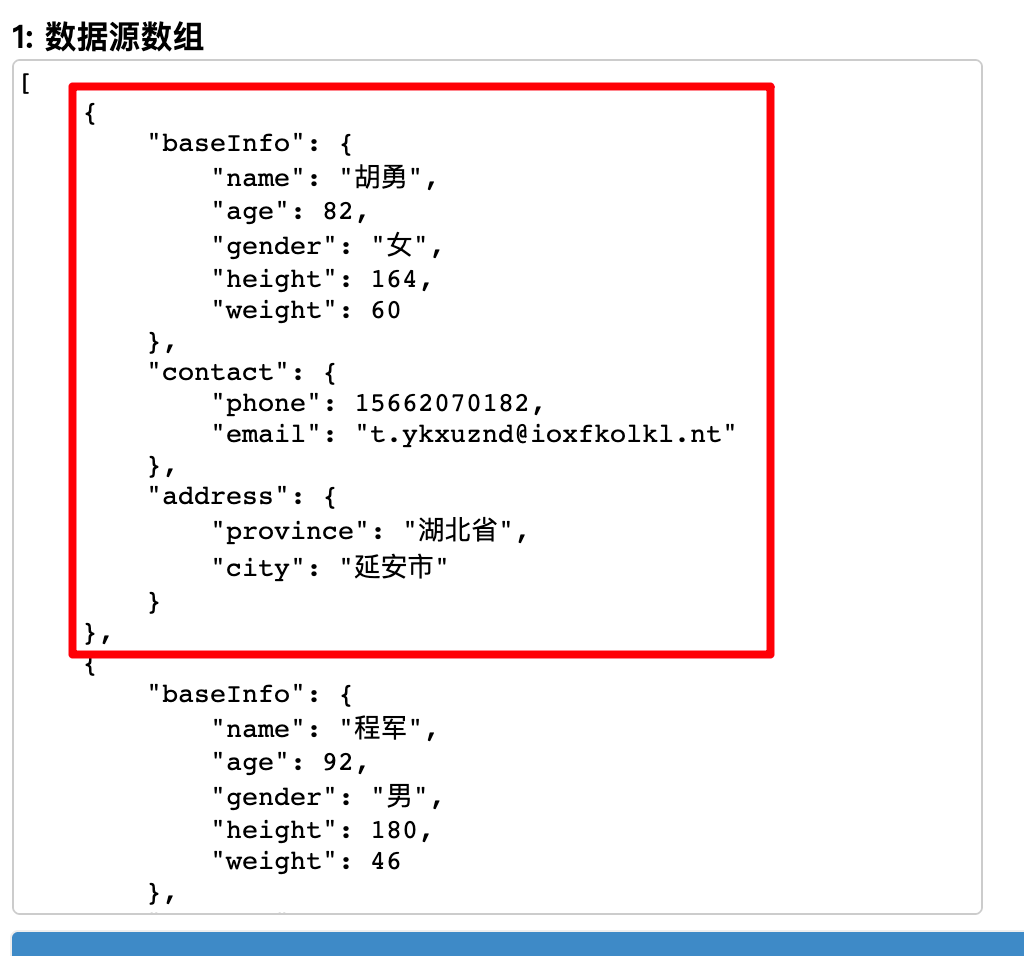 1: 数据源数组
[
    {
        "baseInfo": {
            "name": "胡勇",
            "age": 82,
            "gender": "女",
            "height": 164,
            "weight": 60
        },
        "contact": {
            "phone": 15662070182,
            "email": "t.ykxuznd@ioxfkolkl.nt"
        },
        "address": {
            "province": "湖北省",
            "city": "延安市"
        }
    },
    {
        "baseInfo": {
            "name": "程军",
            "age": 92,
            "gender": "男",
            "height": 180,
            "weight": 46
        },